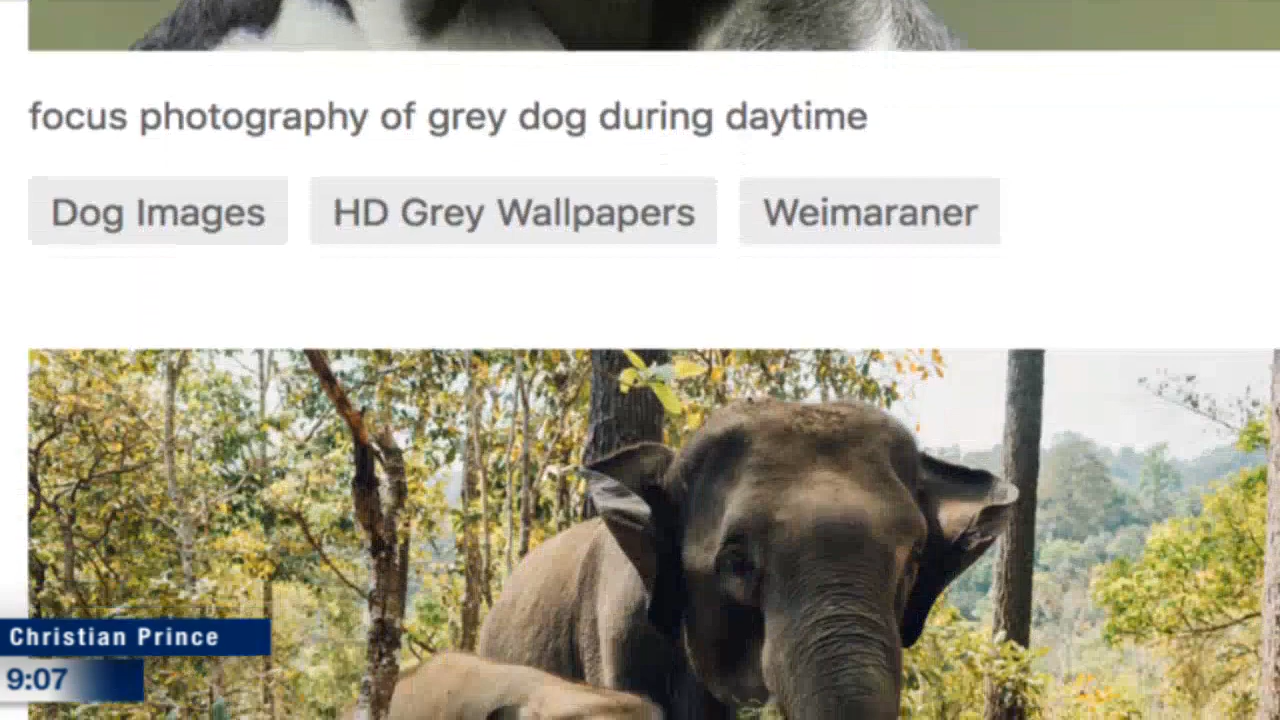 focus photography of grey dog during daytime
Dog Images HD Grey Wallpapers Weimaraner
Christian Prince
9:07